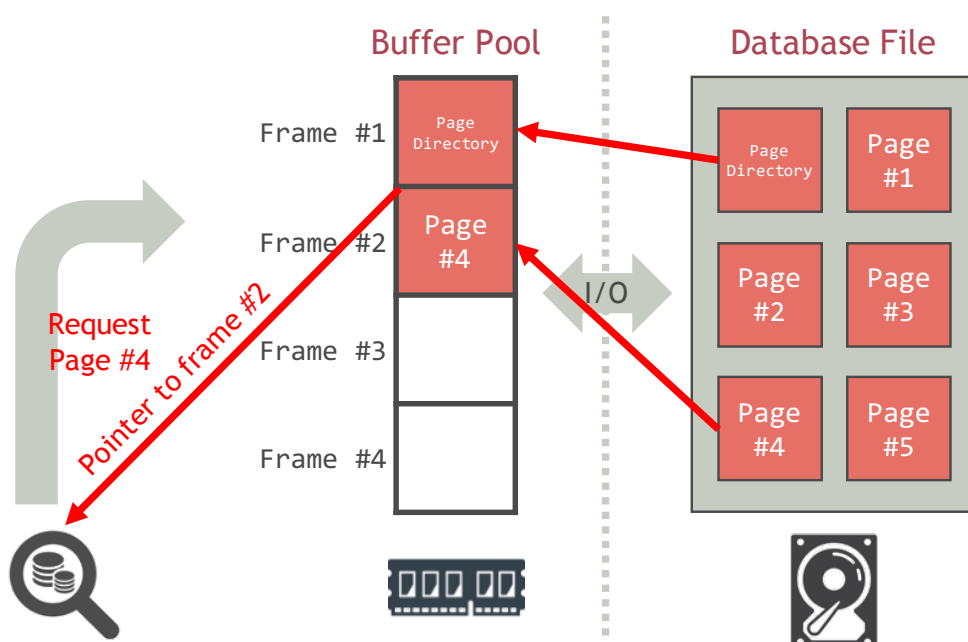 Buffer Pool
Database File
Frame #1
Page
Directory
Page
Directory
Page
#1
Frame #2
Page
#4
I/O
Page
#2
Page
#3
Request
Page #4
Pointer to frame #2
Frame #3
Frame #4
Page
#4
Page
#5